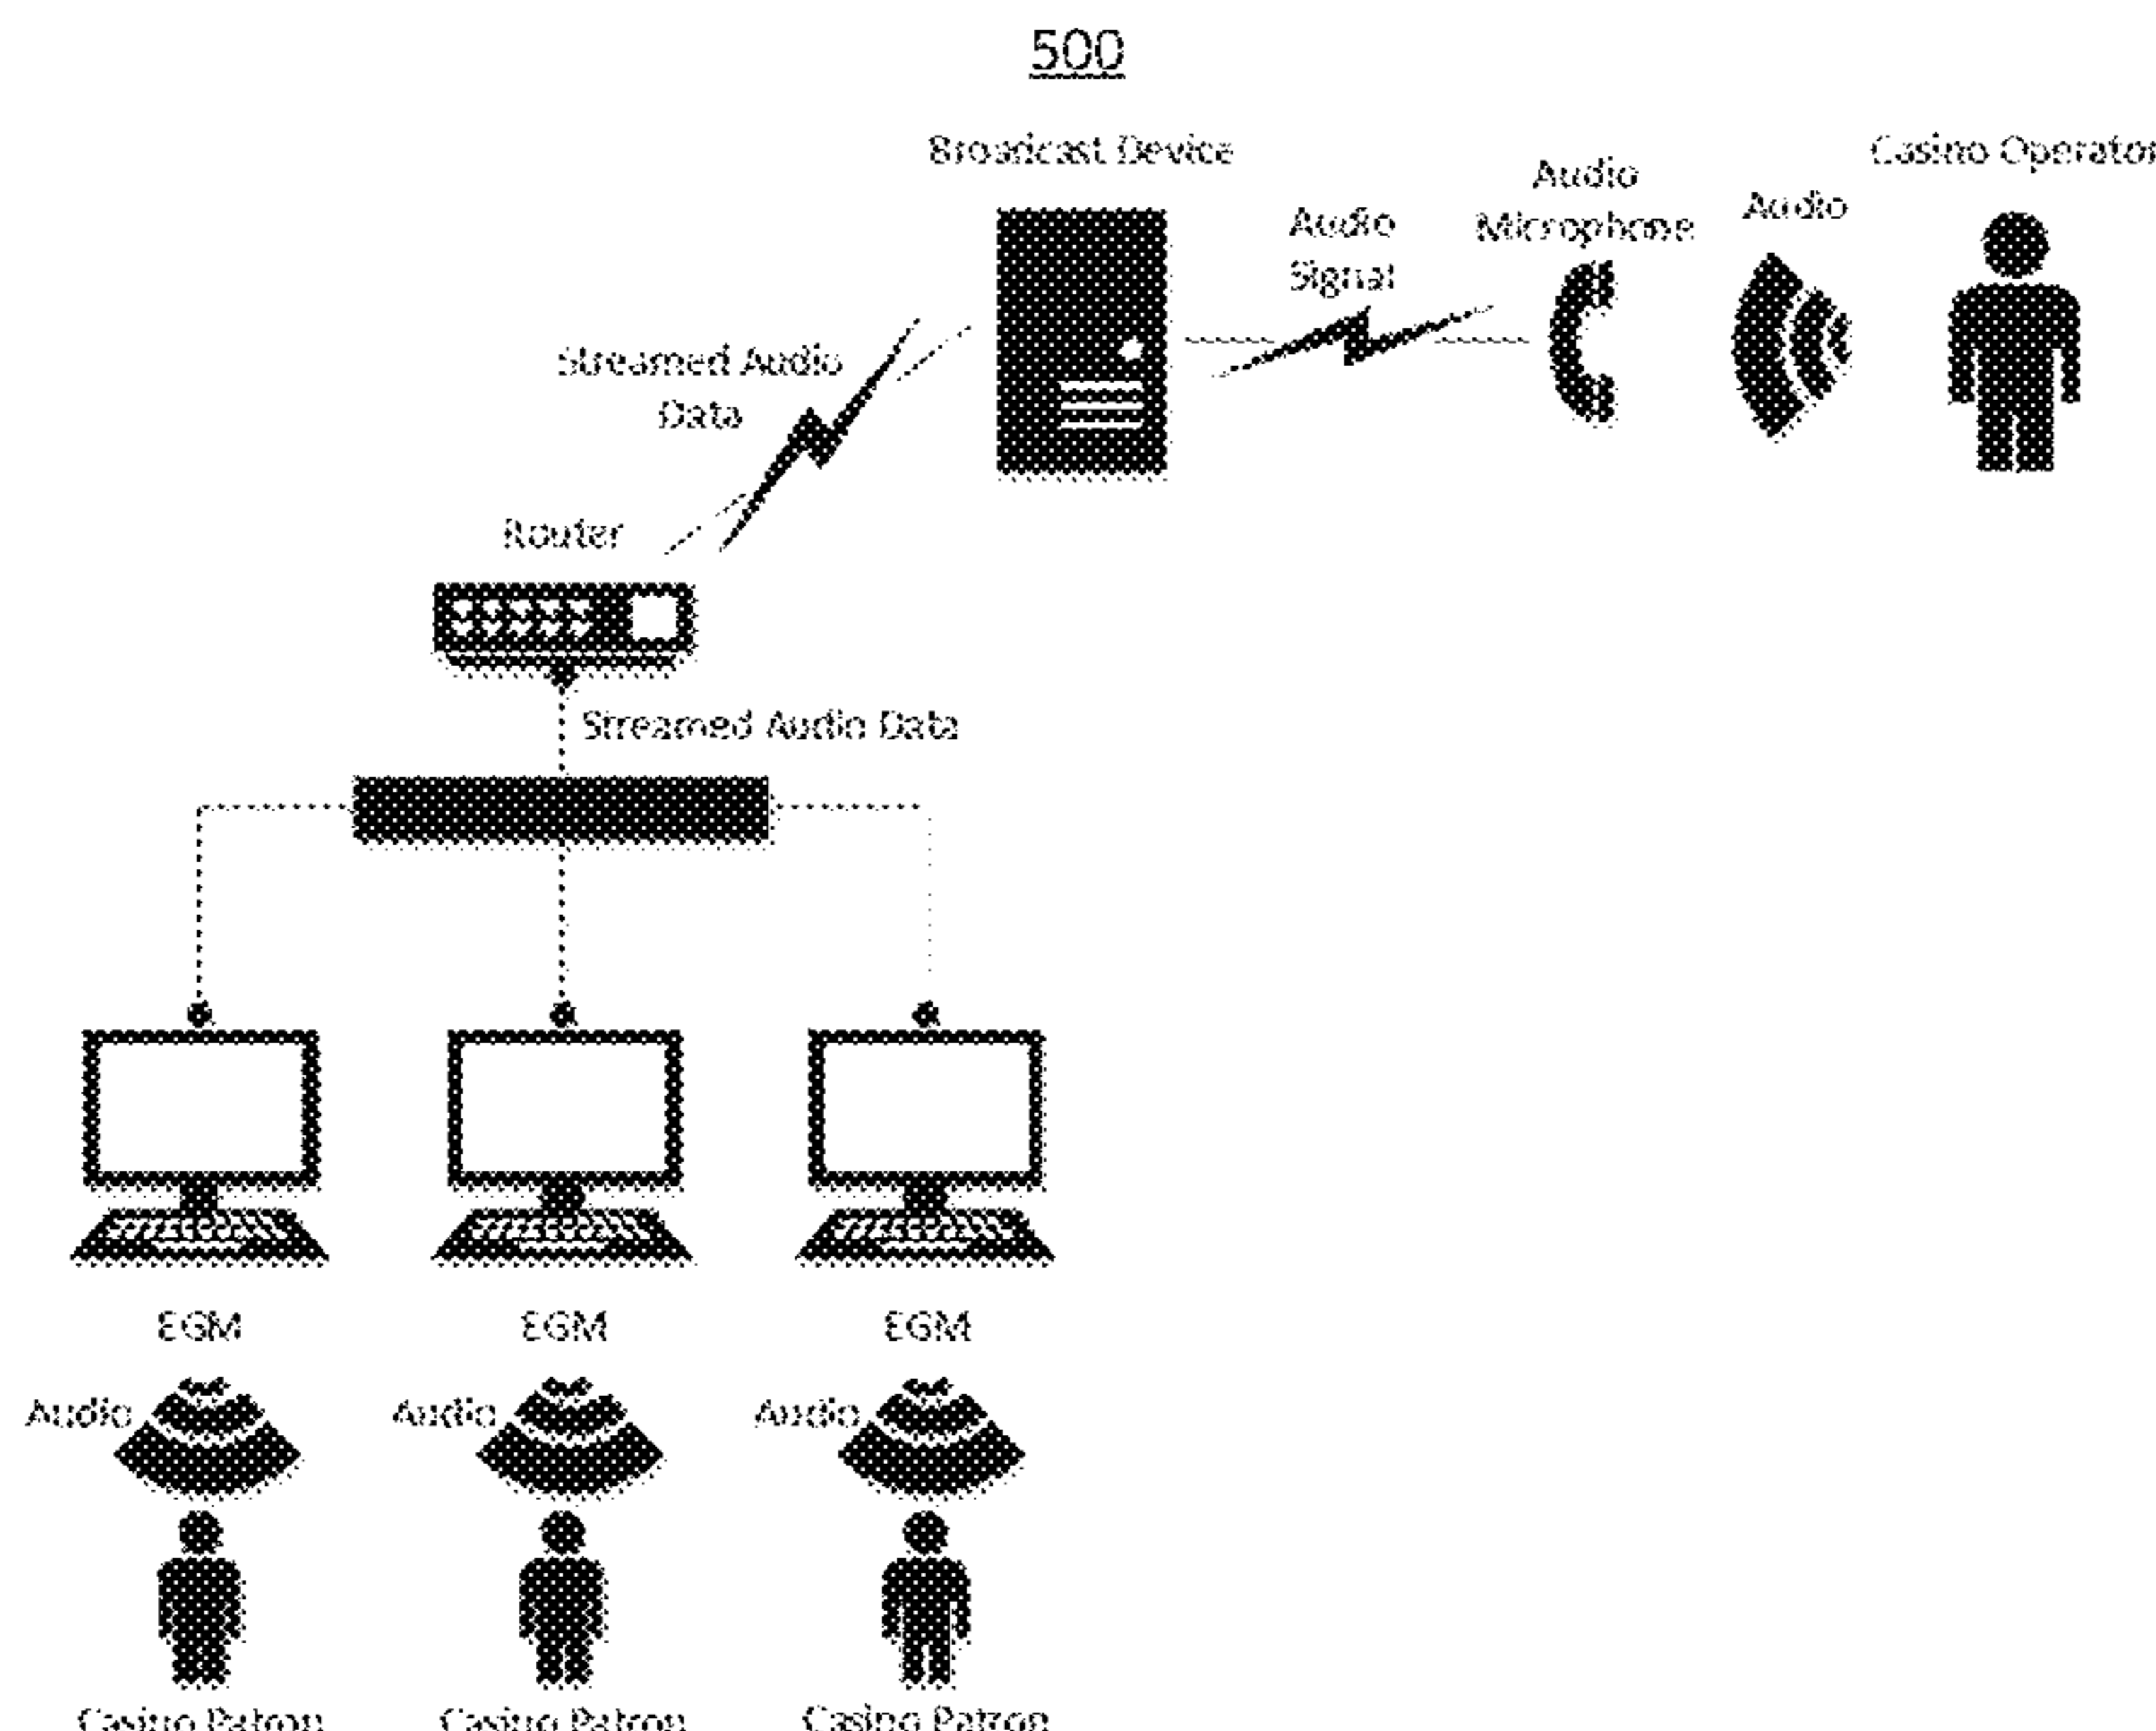 500
Broadcast Device
Casino Operator
Audio
Microphone
Audio
Audio
Signal
Streamed Audio
Data
Router
Streamed Audio Data
EGM
EGM
EGM
Audio
Audio
Audio
Casino Patron
Casino Patron
Casino Patron